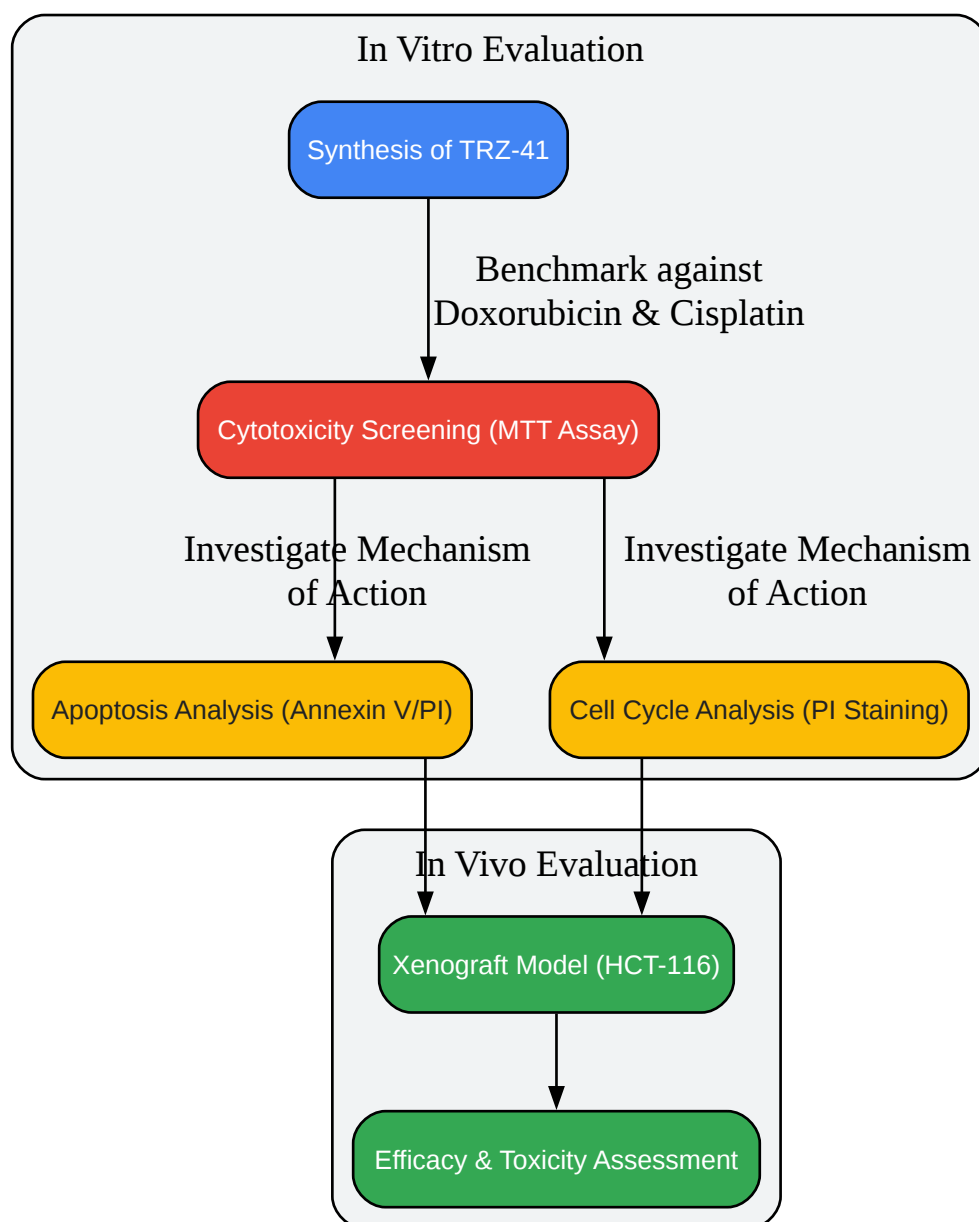 In Vitro Evaluation
Synthesis of TRZ-41
Benchmark against
Doxorubicin & Cisplatin
Cytotoxicity Screening (MTT Assay)
Investigate Mechanism
of Action
Investigate Mechanism
of Action
Apoptosis Analysis (Annexin V/PI)
Cell Cycle Analysis (PI Staining)
In Vivo Evaluation
Xenograft Model (HCT-116)
Efficacy & Toxicity Assessment